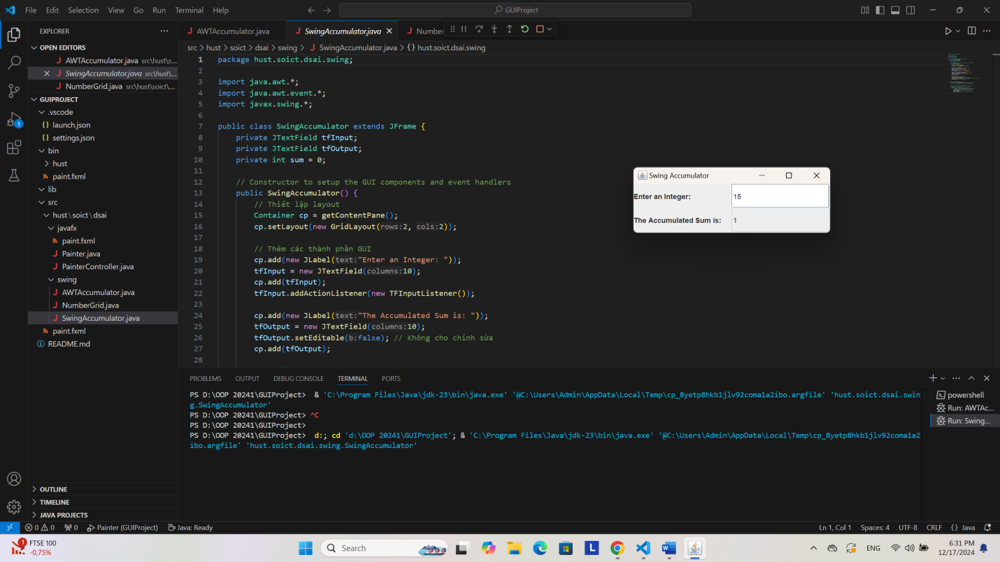 File Edit Selection View Go Run Terminal Help
GUIProject
EXPLORER
OPEN EDITORS
AWTAccumulator.java src\hust\s...
SwingAccumulator.java src\hust\...
NumberGrid.java src\hust\soict\...
GUIPROJECT
.vscode
launch.json
settings.json
bin
hust
paint.fxml
lib
src
hust\soict\dsai
javafx
paint.fxml
Painter.java
PainterController.java
swing
AWTAccumulator.java
NumberGrid.java
SwingAccumulator.java
paint.fxml
README.md
OUTLINE
TIMELINE
JAVA PROJECTS
1
AWTAccumulator.java SwingAccumulator.java Number
src > hust > soict > dsai > swing > SwingAccumulator.java > {} hust.soict.dsai.swing
1 package hust.soict.dsai.swing;
2
3 import java.awt.*;
4 import java.awt.event.*;
5 import javax.swing.*;
6
7 public class SwingAccumulator extends JFrame {
8 private JTextField tfInput;
9 private JTextField tfOutput;
10 private int sum = 0;
11
12 // Constructor to setup the GUI components and event handlers
13 public SwingAccumulator() {
14 // Thiết lập layout
15 Container cp = getContentPane();
16 cp.setLayout(new GridLayout(rows:2, cols:2));
17
18 // Thêm các thành phần GUI
19 cp.add(new JLabel(text:"Enter an Integer: "));
20 tfInput = new JTextField(columns:10);
21 cp.add(tfInput);
22 tfInput.addActionListener(new TFInputListener());
23
24 cp.add(new JLabel(text:"The Accumulated Sum is: "));
25 tfOutput = new JTextField(columns:10);
26 tfOutput.setEditable(b:false); // Không cho chỉnh sửa
27 cp.add(tfOutput);
28
Swing Accumulator
Enter an Integer: 15
The Accumulated Sum is: 1
PROBLEMS OUTPUT DEBUG CONSOLE TERMINAL PORTS
PS D:\OOP 20241\GUIProject> & 'C:\Program Files\Java\jdk-23\bin\java.exe' '@C:\Users\Admin\AppData\Local\Temp\cp_8yetp8hkb1jlv92coma1a2ibo.argfile' 'hust.soict.dsai.swin
g.SwingAccumulator'
PS D:\OOP 20241\GUIProject> ^C
PS D:\OOP 20241\GUIProject>
PS D:\OOP 20241\GUIProject> d:; cd 'd:\OOP 20241\GUIProject'; & 'C:\Program Files\Java\jdk-23\bin\java.exe' '@C:\Users\Admin\AppData\Local\Temp\cp_8yetp8hkb1jlv92coma1a2
ibo.argfile' 'hust.soict.dsai.swing.SwingAccumulator'
powershell
Run: AWTAc...
Run: Swing...
0 0 0 Painter (GUIProject) Java: Ready
Ln 1, Col 1 Spaces: 4 UTF-8 CRLF {} Java
1 FTSE 100
-0,75%
Search
L
W
ENG
6:31 PM
12/17/2024